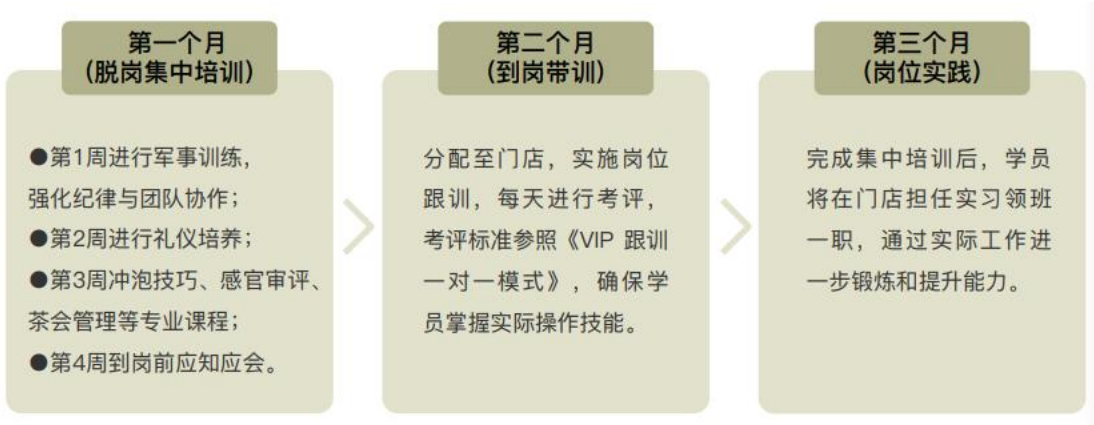 第一个月
（脱岗集中培训）
●第1周进行军事训练，
强化纪律与团队协作；
●第2周进行礼仪培养；
●第3周冲泡技巧、感官审评、
茶会管理等专业课程；
●第4周到岗前应知应会。
第二个月
（到岗带训）
分配至门店，实施岗位
跟训，每天进行考评，
考评标准参照《VIP 跟训
一对一模式》，确保学
员掌握实际操作技能。
第三个月
（岗位实践）
完成集中培训后，学员
将在门店担任实习领班
一职，通过实际工作进
一步锻炼和提升能力。